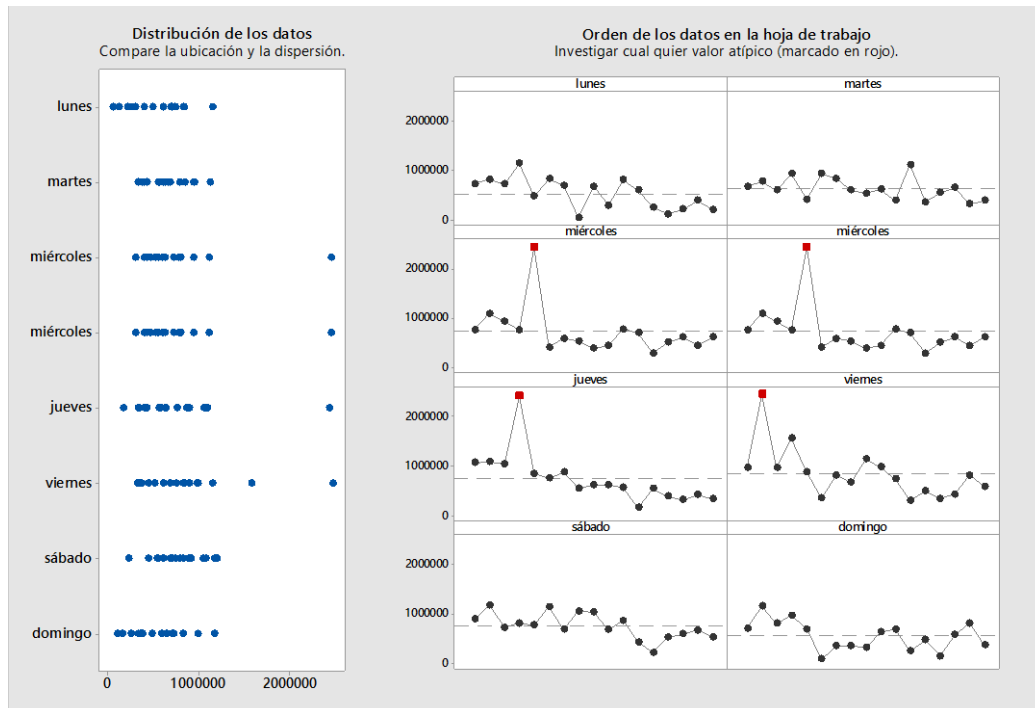 Distribución de los datos
Compare la ubicación y la dispersión.
lunes
martes
miércoles
miércoles
jueves
viernes
sábado
domingo
0 1000000 2000000
Orden de los datos en la hoja de trabajo
Investigar cual quier valor atípico (marcado en rojo).
lunes martes
2000000
1000000
0
miércoles miércoles
2000000
1000000
0
jueves viernes
2000000
1000000
0
sábado domingo
2000000
1000000
0